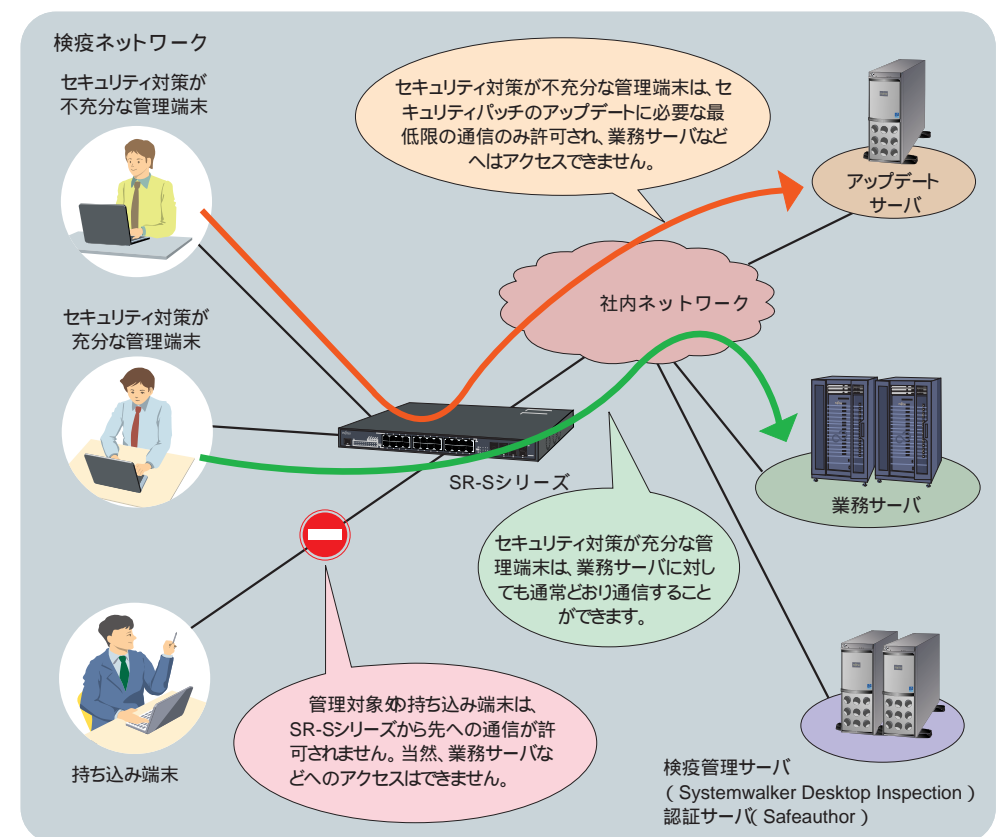 検疫ネットワーク
セキュリティ対策が
不充分な管理端末
セキュリティ対策が不充分な管理端末は、セ
キュリティパッチのアップデートに必要な最
低限の通信のみ許可され、業務サーバなど
へはアクセスできません。
アップデート
サーバ
社内ネットワーク
セキュリティ対策が
充分な管理端末
SR-Sシリーズ
業務サーバ
セキュリティ対策が充分な管
理端末は、業務サーバに対し
ても通常どおり通信すること
ができます。
管理対象外の持ち込み端末は、
SR-Sシリーズから先への通信が許
可されません。当然、業務サーバな
どへのアクセスはできません。
持ち込み端末
検疫管理サーバ
（Systemwalker Desktop Inspection）
認証サーバ（Safeauthor）